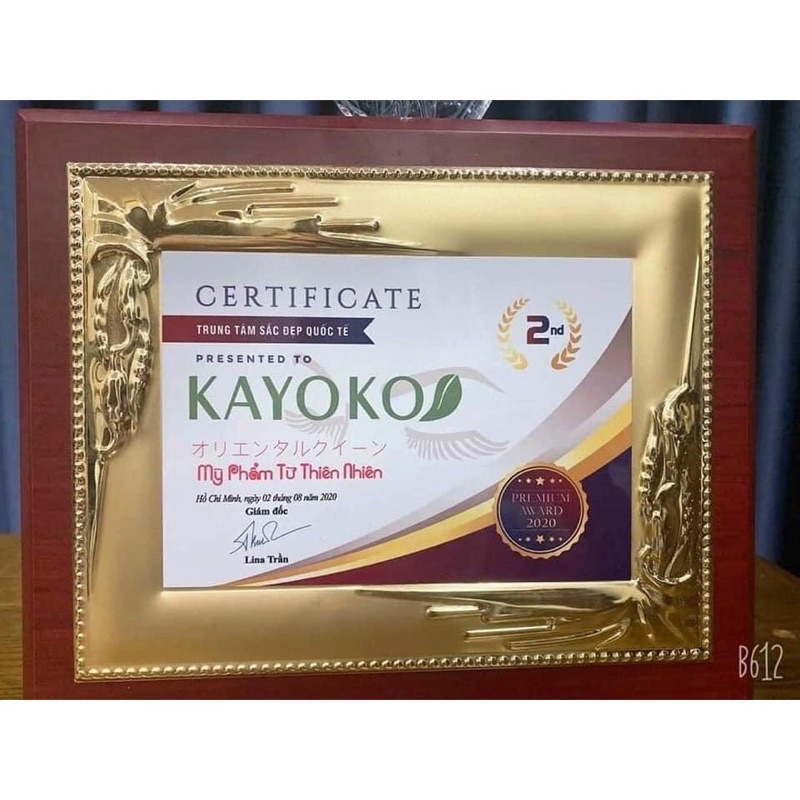 CERTIFICATE
TRUNG TÂM SẮC ĐẸP QUỐC TẾ
PRESENTED TO
KAYOKO
オリエンタルクイーン
Mỹ Phẩm Từ Thiên Nhiên
Hồ Chí Minh, ngày 02 tháng 08 năm 2020
Giám đốc
Lina Trần
2nd
PREMIUM
AWARD
2020
B612